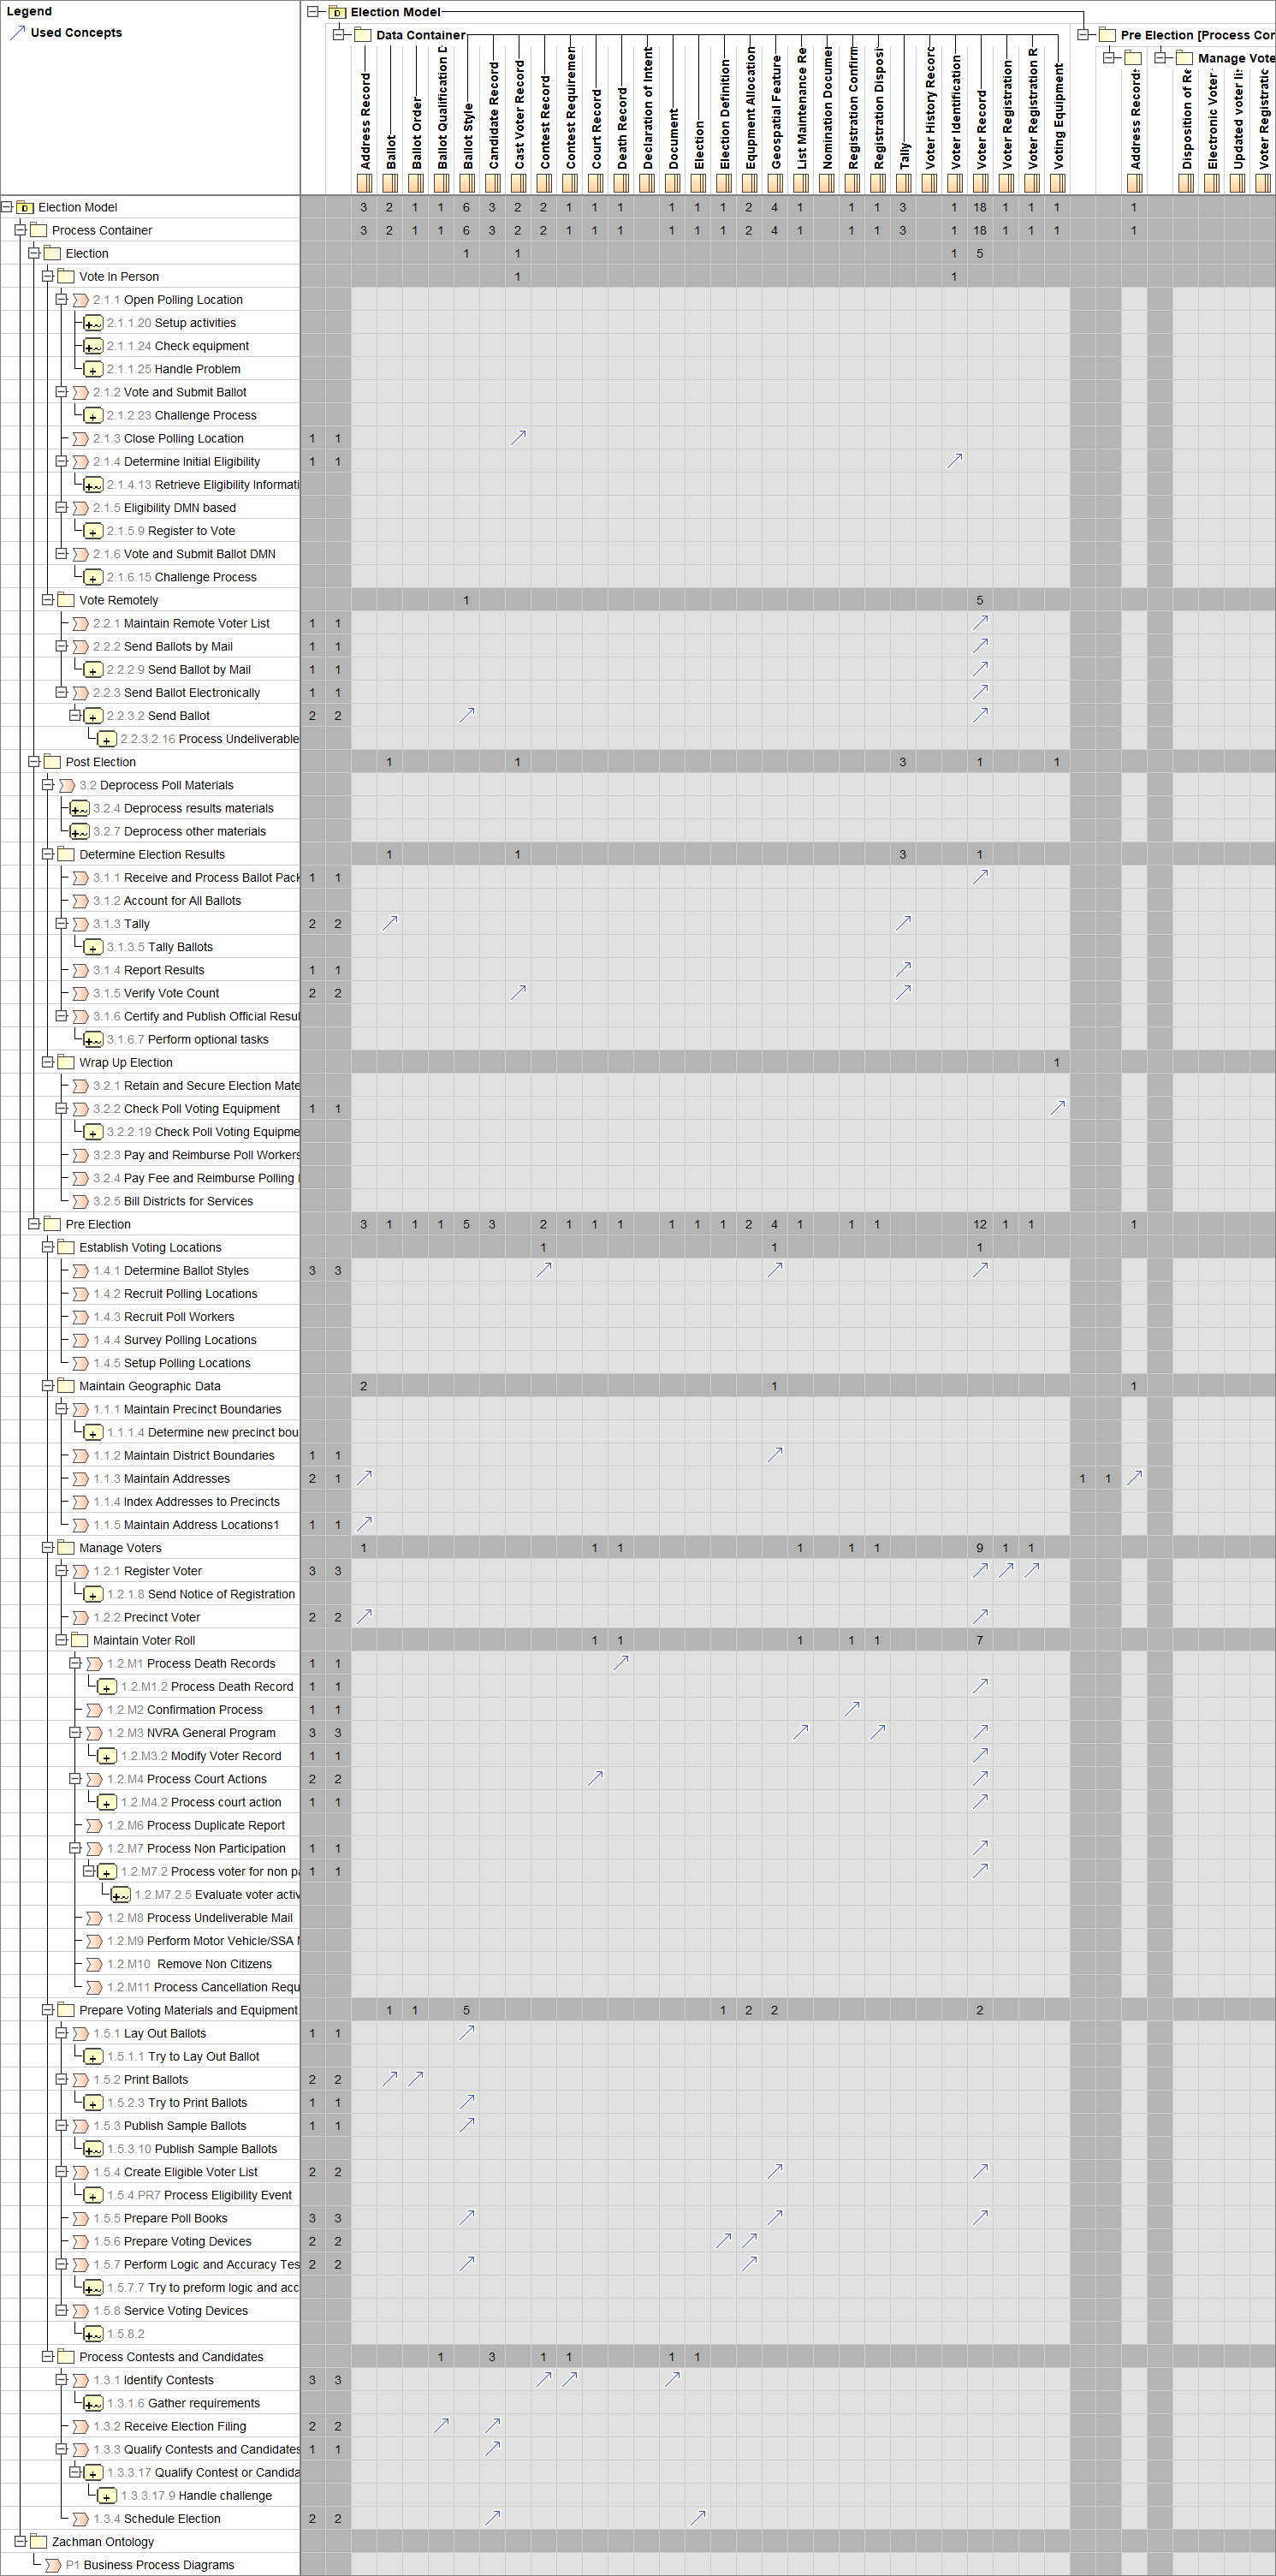 Legend
Used Concepts
Election Model
Data Container
Pre Election [Process Con
Manage Vote
Address Record
Ballot
Ballot Order
Ballot Qualification D
Ballot Style
Candidate Record
Cast Voter Record
Contest Record
Contest Requiremen
Court Record
Death Record
Declaration of Intent
Document
Election
Election Definition
Equpment Allocation
Geospatial Feature
List Maintenance Re
Nomination Documen
Registration Confirm
Registration Disposi
Tally
Voter History Recorc
Voter Identification
Voter Record
Voter Registration
Voter Registration R
Voting Equipment
Address Record
Disposition of Re
Electronic Voter
Updated voter li
Voter Registratic
Election Model 3 2 1 1 6 3 2 2 1 1 1 1 1 1 2 4 1 1 1 3 1 18 1 1 1 1
Process Container 3 2 1 1 6 3 2 2 1 1 1 1 1 1 2 4 1 1 1 3 1 18 1 1 1 1
Election 1 1 1 5
Vote In Person 1 1
2.1.1 Open Polling Location
2.1.1.20 Setup activities
2.1.1.24 Check equipment
2.1.1.25 Handle Problem
2.1.2 Vote and Submit Ballot
2.1.2.23 Challenge Process
2.1.3 Close Polling Location 1 1
2.1.4 Determine Initial Eligibility 1 1
2.1.4.13 Retrieve Eligibility Informati
2.1.5 Eligibility DMN based
2.1.5.9 Register to Vote
2.1.6 Vote and Submit Ballot DMN
2.1.6.15 Challenge Process
Vote Remotely 1 5
2.2.1 Maintain Remote Voter List 1 1
2.2.2 Send Ballots by Mail 1 1
2.2.2.9 Send Ballot by Mail 1 1
2.2.3 Send Ballot Electronically 1 1
2.2.3.2 Send Ballot 2 2
2.2.3.2.16 Process Undeliverable
Post Election 1 1 3 1 1
3.2 Deprocess Poll Materials
3.2.4 Deprocess results materials
3.2.7 Deprocess other materials
Determine Election Results 1 1 3 1
3.1.1 Receive and Process Ballot Pack 1 1
3.1.2 Account for All Ballots
3.1.3 Tally 2 2
3.1.3.5 Tally Ballots
3.1.4 Report Results 1 1
3.1.5 Verify Vote Count 2 2
3.1.6 Certify and Publish Official Resul
3.1.6.7 Perform optional tasks
Wrap Up Election 1
3.2.1 Retain and Secure Election Mate
3.2.2 Check Poll Voting Equipment 1 1
3.2.2.19 Check Poll Voting Equipme
3.2.3 Pay and Reimburse Poll Workers
3.2.4 Pay Fee and Reimburse Polling
3.2.5 Bill Districts for Services
Pre Election 3 1 1 1 5 3 2 1 1 1 1 1 1 2 4 1 1 1 12 1 1 1
Establish Voting Locations 1 1 1
1.4.1 Determine Ballot Styles 3 3
1.4.2 Recruit Polling Locations
1.4.3 Recruit Poll Workers
1.4.4 Survey Polling Locations
1.4.5 Setup Polling Locations
Maintain Geographic Data 2 1 1
1.1.1 Maintain Precinct Boundaries
1.1.1.4 Determine new precinct bou
1.1.2 Maintain District Boundaries 1 1
1.1.3 Maintain Addresses 2 1 1 1
1.1.4 Index Addresses to Precincts
1.1.5 Maintain Address Locations1 1 1
Manage Voters 1 1 1 1 1 1 9 1 1
1.2.1 Register Voter 3 3
1.2.1.8 Send Notice of Registration
1.2.2 Precinct Voter 2 2
Maintain Voter Roll 1 1 1 1 1 7
1.2.M1 Process Death Records 1 1
1.2.M1.2 Process Death Record 1 1
1.2.M2 Confirmation Process 1 1
1.2.M3 NVRA General Program 3 3
1.2.M3.2 Modify Voter Record 1 1
1.2.M4 Process Court Actions 2 2
1.2.M4.2 Process court action 1 1
1.2.M6 Process Duplicate Report
1.2.M7 Process Non Participation 1 1
1.2.M7.2 Process voter for non pa 1 1
1.2.M7.2.5 Evaluate voter activ
1.2.M8 Process Undeliverable Mail
1.2.M9 Perform Motor Vehicle/SSA
1.2.M10 Remove Non Citizens
1.2.M11 Process Cancellation Requ
Prepare Voting Materials and Equipment 1 1 5 1 2 2 2
1.5.1 Lay Out Ballots 1 1
1.5.1.1 Try to Lay Out Ballot
1.5.2 Print Ballots 2 2
1.5.2.3 Try to Print Ballots 1 1
1.5.3 Publish Sample Ballots 1 1
1.5.3.10 Publish Sample Ballots
1.5.4 Create Eligible Voter List 2 2
1.5.4.PR7 Process Eligibility Event
1.5.5 Prepare Poll Books 3 3
1.5.6 Prepare Voting Devices 2 2
1.5.7 Perform Logic and Accuracy Tes 2 2
1.5.7.7 Try to preform logic and acc
1.5.8 Service Voting Devices
1.5.8.2
Process Contests and Candidates 1 3 1 1 1 1
1.3.1 Identify Contests 3 3
1.3.1.6 Gather requirements
1.3.2 Receive Election Filing 2 2
1.3.3 Qualify Contests and Candidates 1 1
1.3.3.17 Qualify Contest or Candida
1.3.3.17.9 Handle challenge
1.3.4 Schedule Election 2 2
Zachman Ontology
P1 Business Process Diagrams